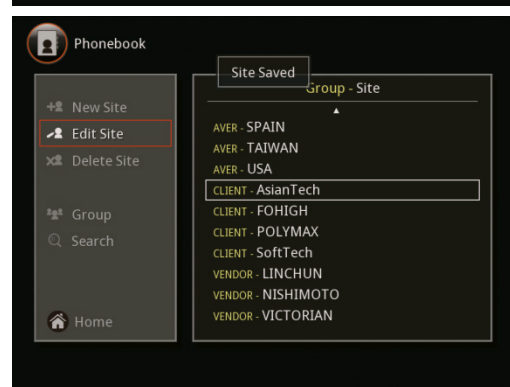 Phonebook
Site Saved
Group - Site
New Site
Edit Site
Delete Site
Group
Search
Home
AVER - SPAIN
AVER - TAIWAN
AVER - USA
CLIENT - AsianTech
CLIENT - FOHIGH
CLIENT - POLYMAX
CLIENT - SoftTech
VENDOR - LINCHUN
VENDOR - NISHIMOTO
VENDOR - VICTORIAN